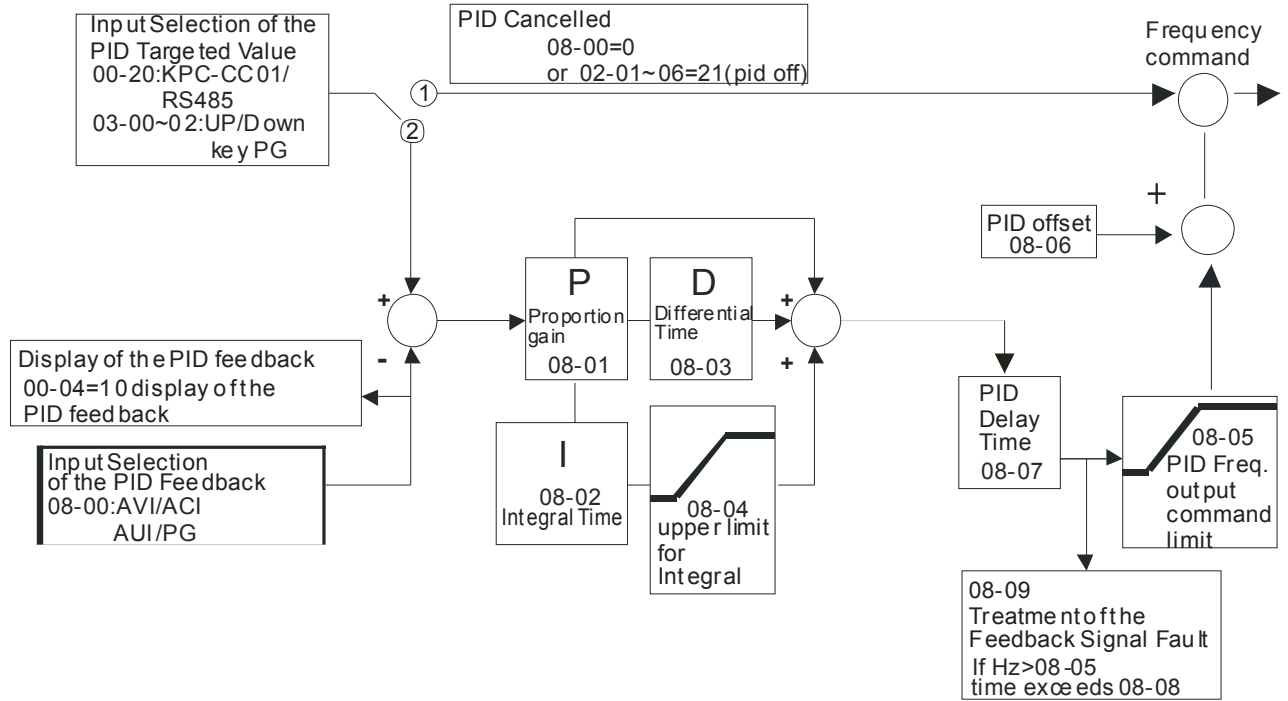 Input Selection of the
PID Targeted Value
00-20:KPC-CC01/
RS485
03-00~02:UP/Down
key PG
PID Cancelled
08-00=0
or 02-01~06=21(pid off)
Frequency
command
1
2
+
PID offset
08-06
P
Proportion
gain
08-01
D
Differential
Time
08-03
+
+
+
-
Display of the PID feedback
00-04=10 display of the
PID feedback
Input Selection
of the PID Feedback
08-00:AVI/ACI
AUI/PG
I
08-02
Integral Time
08-04
upper limit
for
Integral
PID
Delay
Time
08-07
08-05
PID Freq.
output
command
limit
08-09
Treatment of the
Feedback Signal Fault
If Hz>08-05
time exceeds 08-08